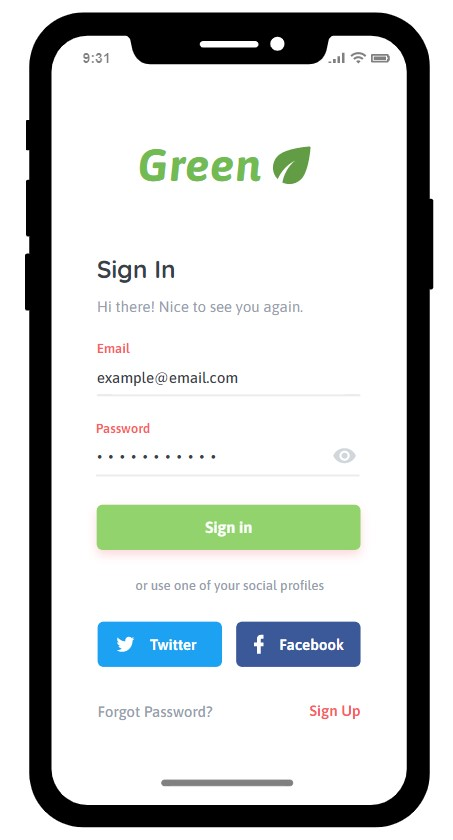 9:31
Green
Sign In
Hi there! Nice to see you again.
Email
example@email.com
Password
• • • • • • • • • • •
Sign in
or use one of your social profiles
Twitter Facebook
Forgot Password? Sign Up